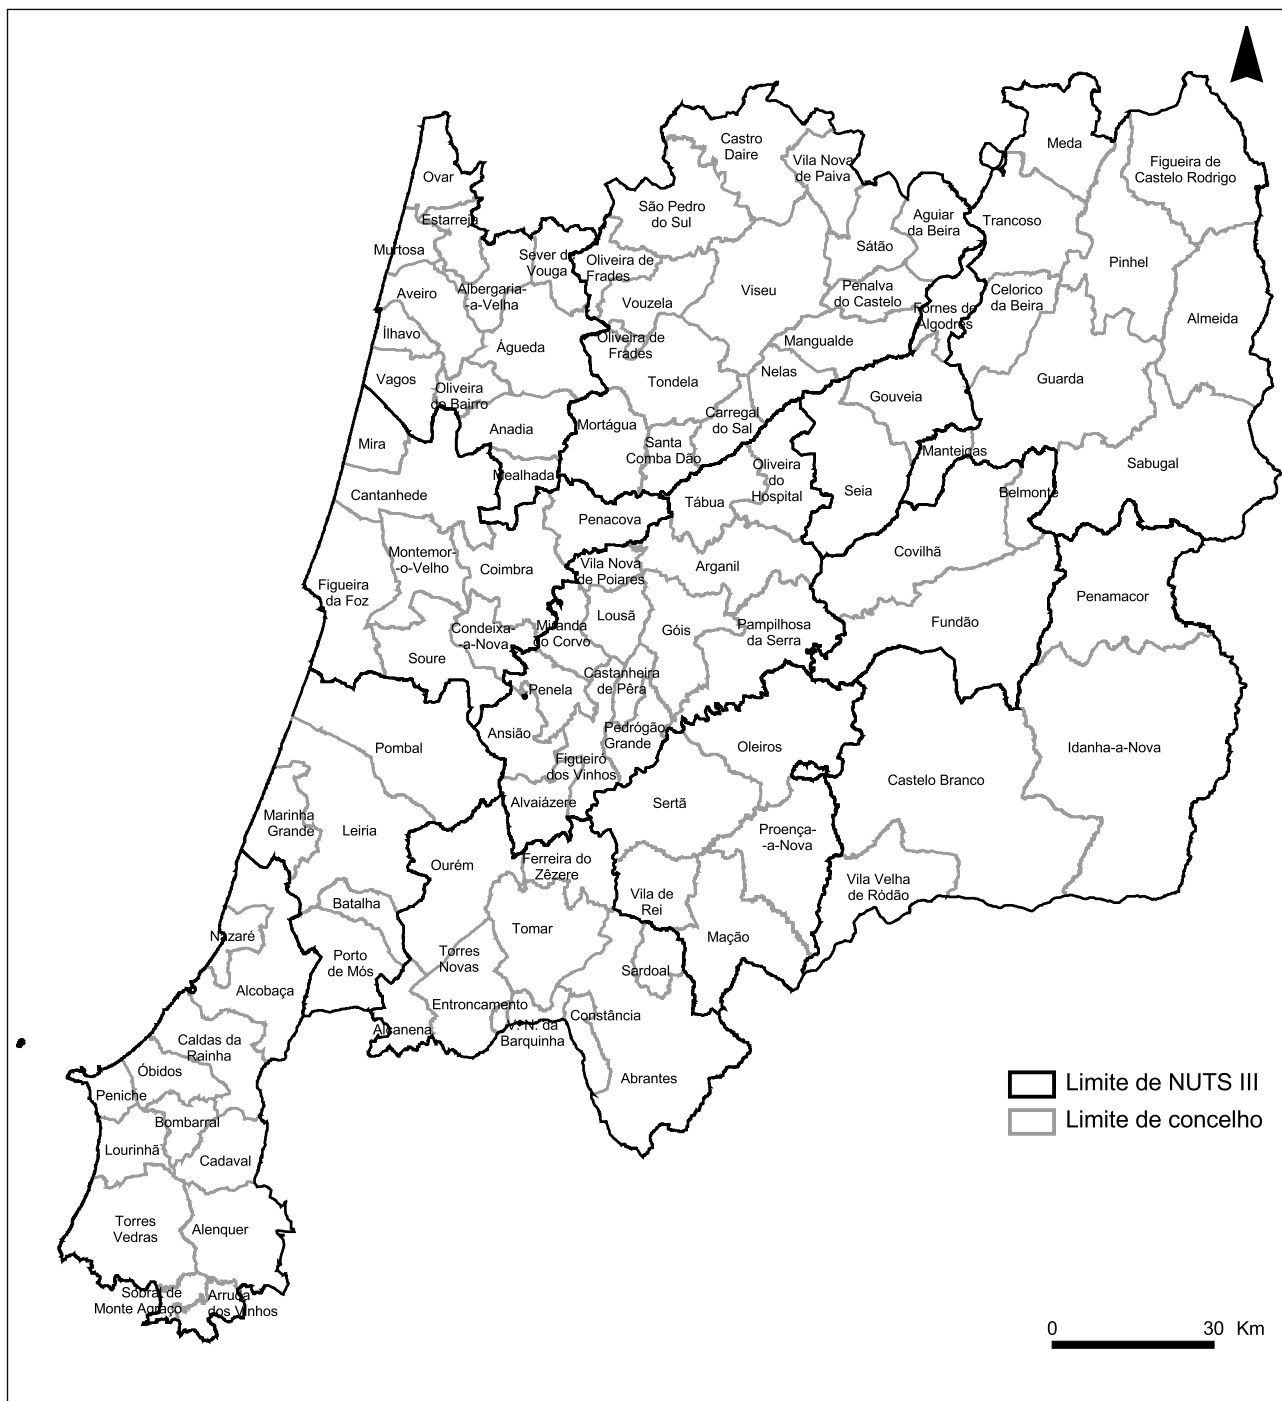 Ovar
Estarreja
Murtosa
Sever do
Vouga
Aveiro
Albergaria-
-a-Velha
Ílhavo
Águeda
Vagos
Oliveira
do Bairro
Anadia
Mealhada
Castro
Daire
Vila Nova
de Paiva
São Pedro
do Sul
Aguiar
da Beira
Sátão
Oliveira de
Frades
Vouzela
Viseu
Penalva
do Castelo
Oliveira de
Frades
Mangualde
Tondela
Nelas
Carregal
do Sal
Mortágua
Santa
Comba Dão
Meda
Figueira de
Castelo Rodrigo
Trancoso
Pinhel
Celorico
da Beira
Fornes de
Algodres
Almeida
Guarda
Gouveia
Manteigas
Sabugal
Seia
Belmonte
Covilhã
Fundão
Penamacor
Mira
Cantanhede
Penacova
Tábua
Oliveira
do
Hospital
Montemor-
-o-Velho
Coimbra
Vila Nova
de Poiares
Arganil
Figueira
da Foz
Lousã
Góis
Pampilhosa
da Serra
Condeixa-
-a-Nova
Miranda
do Corvo
Soure
Castanheira
de Pêra
Penela
Ansião
Pedrógão
Grande
Figueiró
dos Vinhos
Alvaiázere
Pombal
Oleiros
Sertã
Castelo Branco
Idanha-a-Nova
Marinha
Grande
Leiria
Proença-
-a-Nova
Ourém
Ferreira do
Zêzere
Vila de
Rei
Vila Velha
de Ródão
Batalha
Nazaré
Porto
de Mós
Torres
Novas
Tomar
Mação
Sardoal
Alcobaça
Entroncamento
Constância
Alcanena
V. N. da
Barquinha
Abrantes
Caldas da
Rainha
Óbidos
Peniche
Bombarral
Lourinhã
Cadaval
Torres
Vedras
Alenquer
Sobral de
Monte Agraço
Arruda
dos Vinhos
Limite de NUTS III
Limite de concelho
0 30 Km